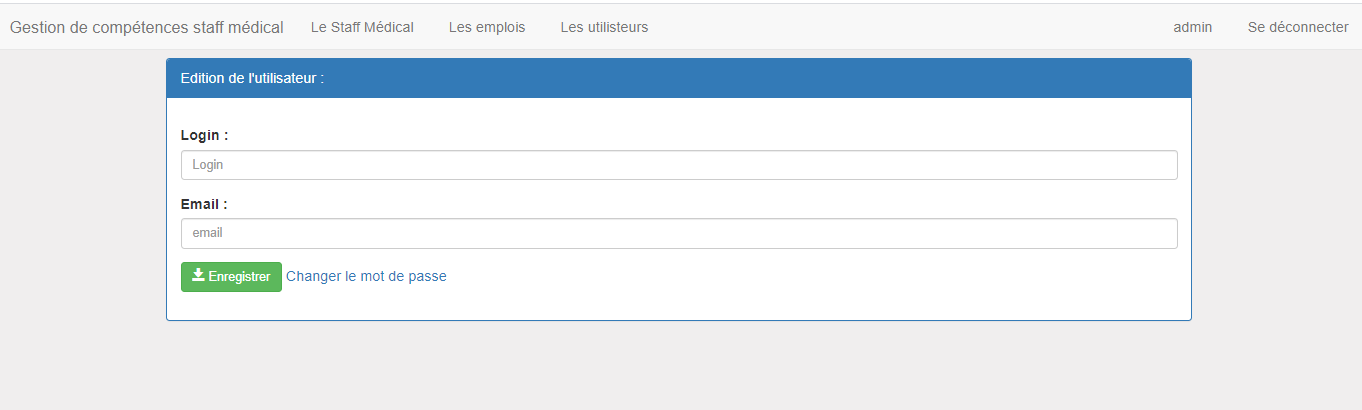 Gestion de compétences staff médical Le Staff Médical Les emplois Les utilisteurs admin Se déconnecter
Edition de l'utilisateur :
Login :
Login
Email :
email
Enregistrer Changer le mot de passe